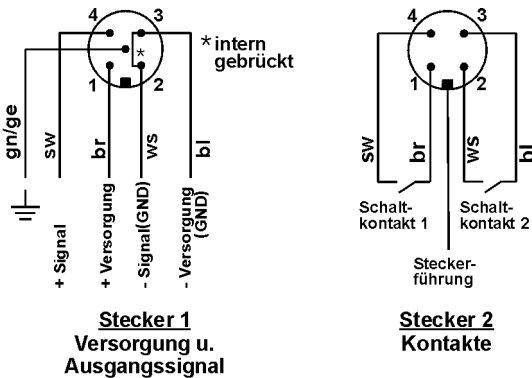 4 3
* intern
gebrückt
*
1 2
gn/ge
sw
br
ws
bl
+ Signal
+ Versorgung
- Signal(GND)
- Versorgung
(GND)
Stecker 1
Versorgung u.
Ausgangssignal
4 3
1 2
sw
br
ws
bl
Schalt-
kontakt 1
Schalt-
kontakt 2
Stecker-
führung
Stecker 2
Kontakte